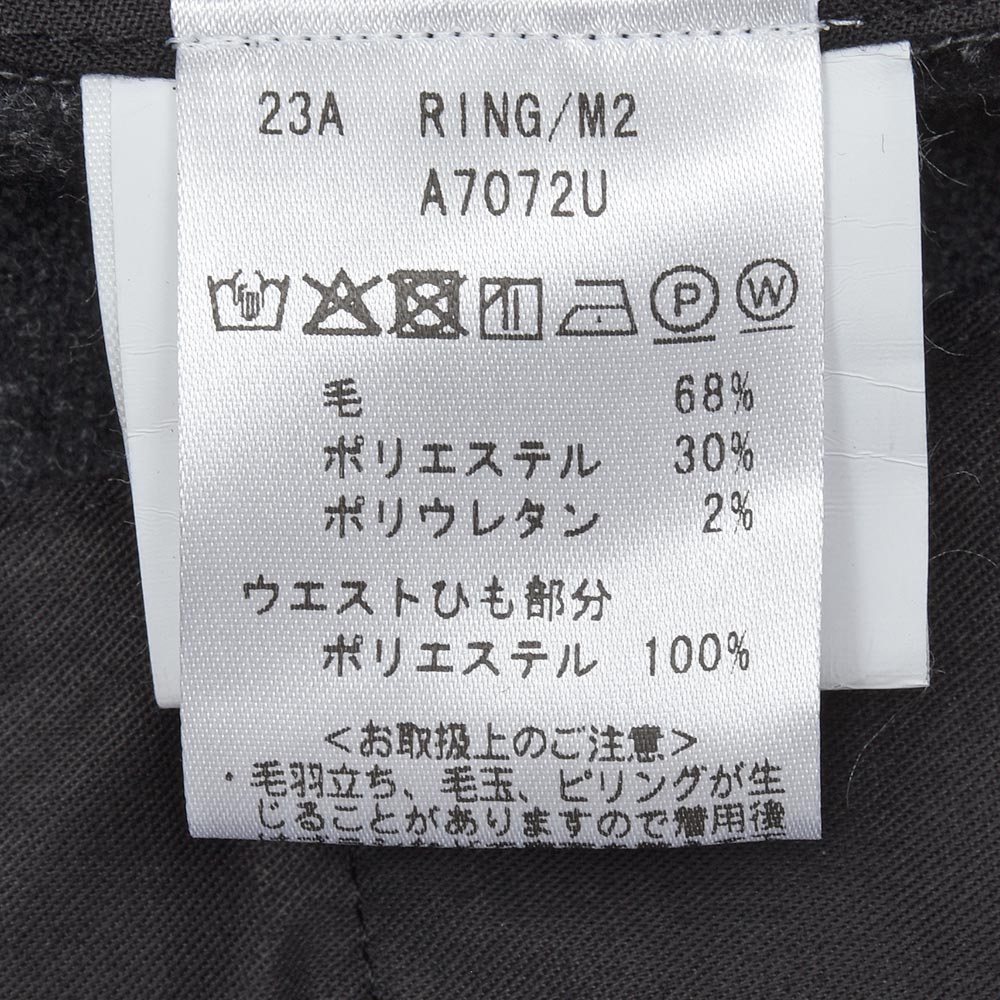 23A RING/M2
A7072U
P W
毛 68%
ポリエステル 30%
ポリウレタン 2%
ウエストひも部分
ポリエステル 100%
<お取扱上のご注意>
・毛羽立ち、毛玉、ピリングが生
じることがありますので着用後